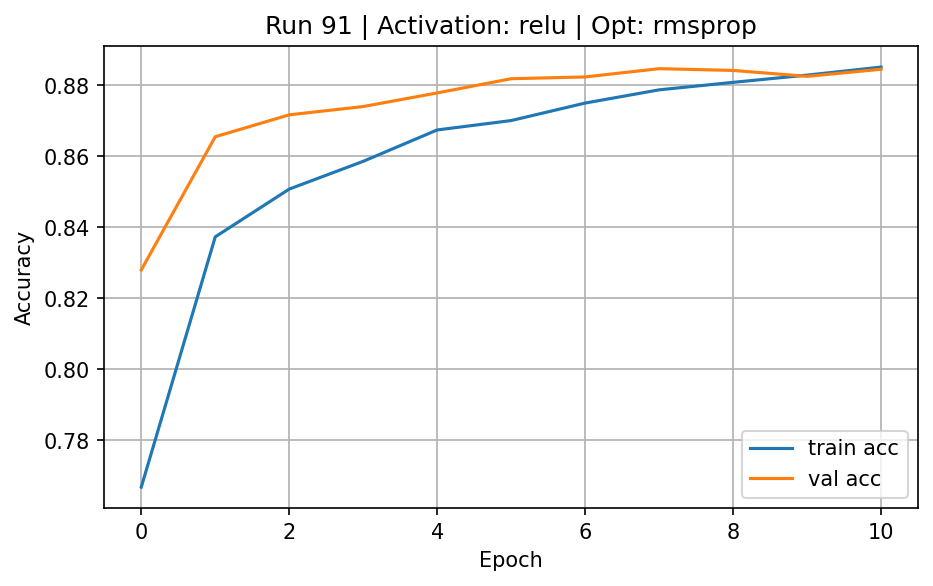 Run 91 | Activation: relu | Opt: rmsprop
Accuracy
0.88
0.86
0.84
0.82
0.80
0.78
train acc
val acc
0 2 4 6 8 10
Epoch